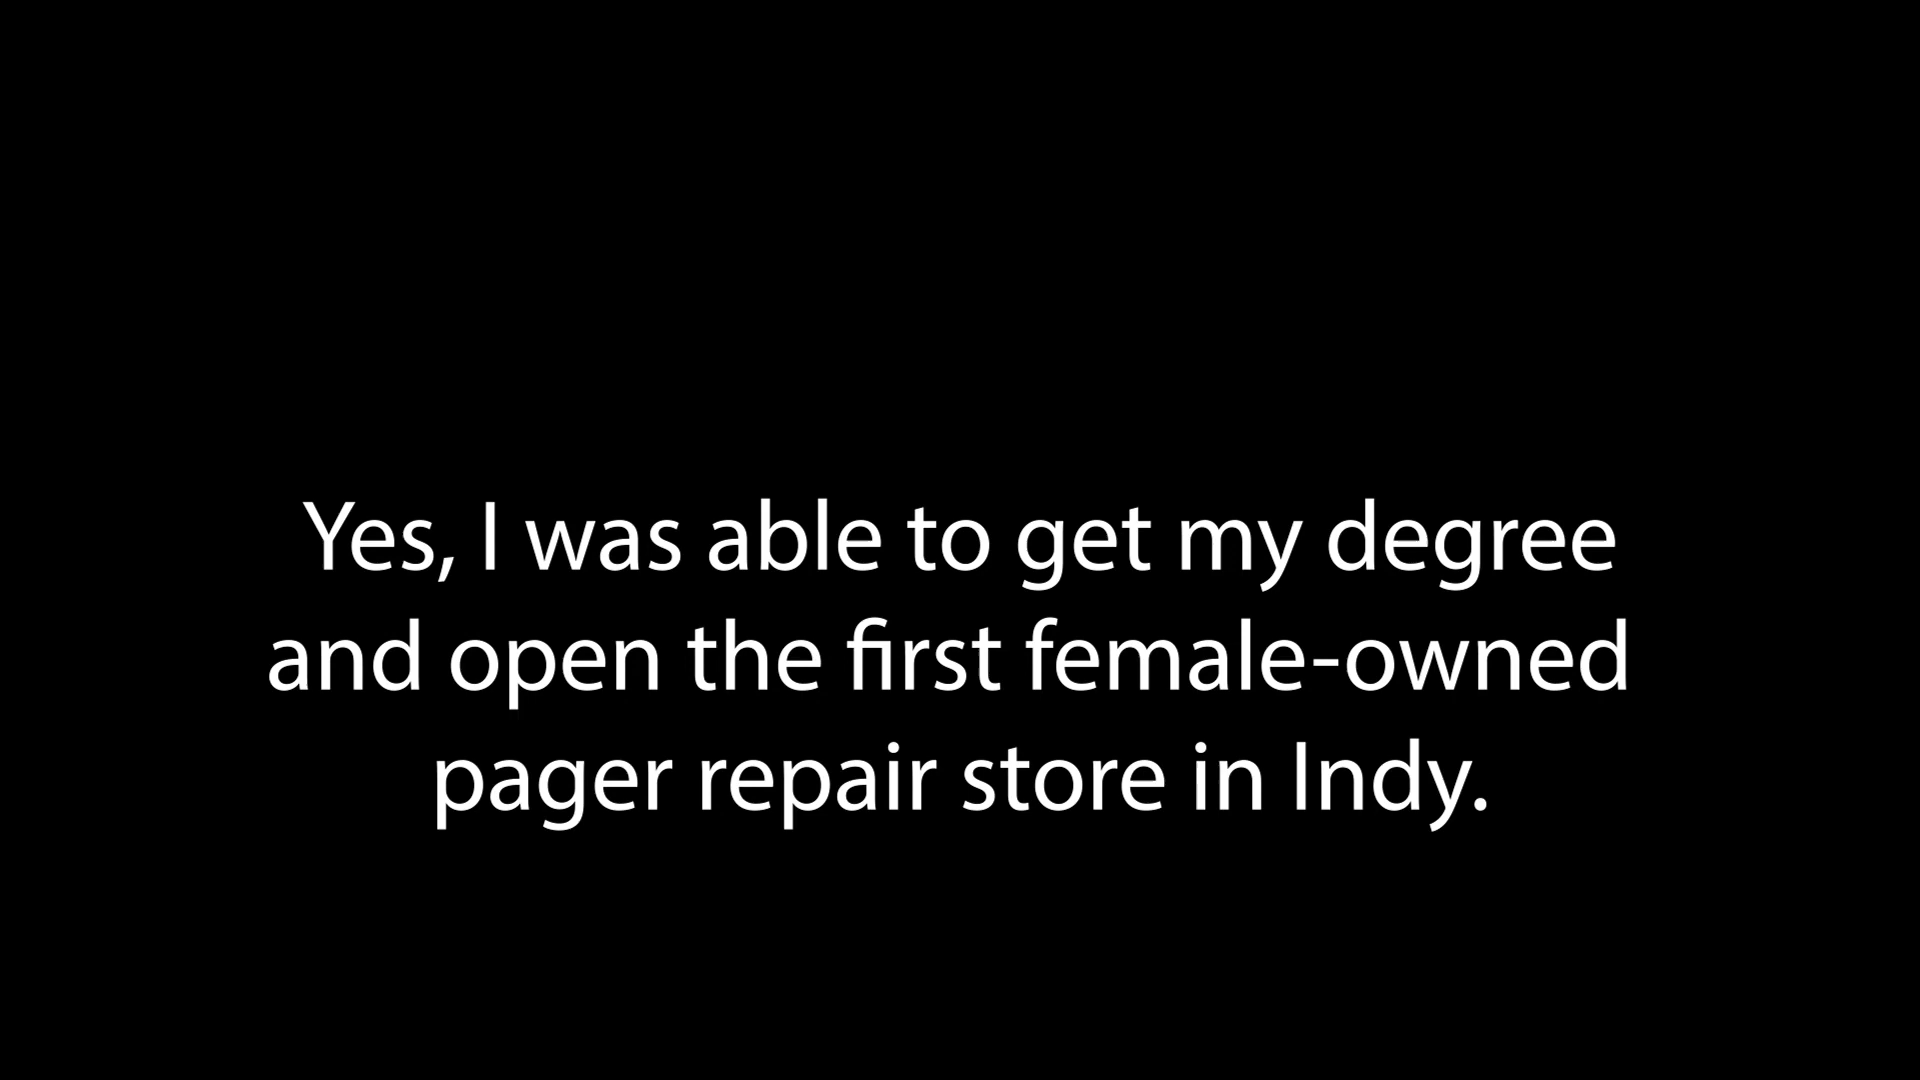 Yes, I was able to get my degree
and open the first female-owned
pager repair store in Indy.